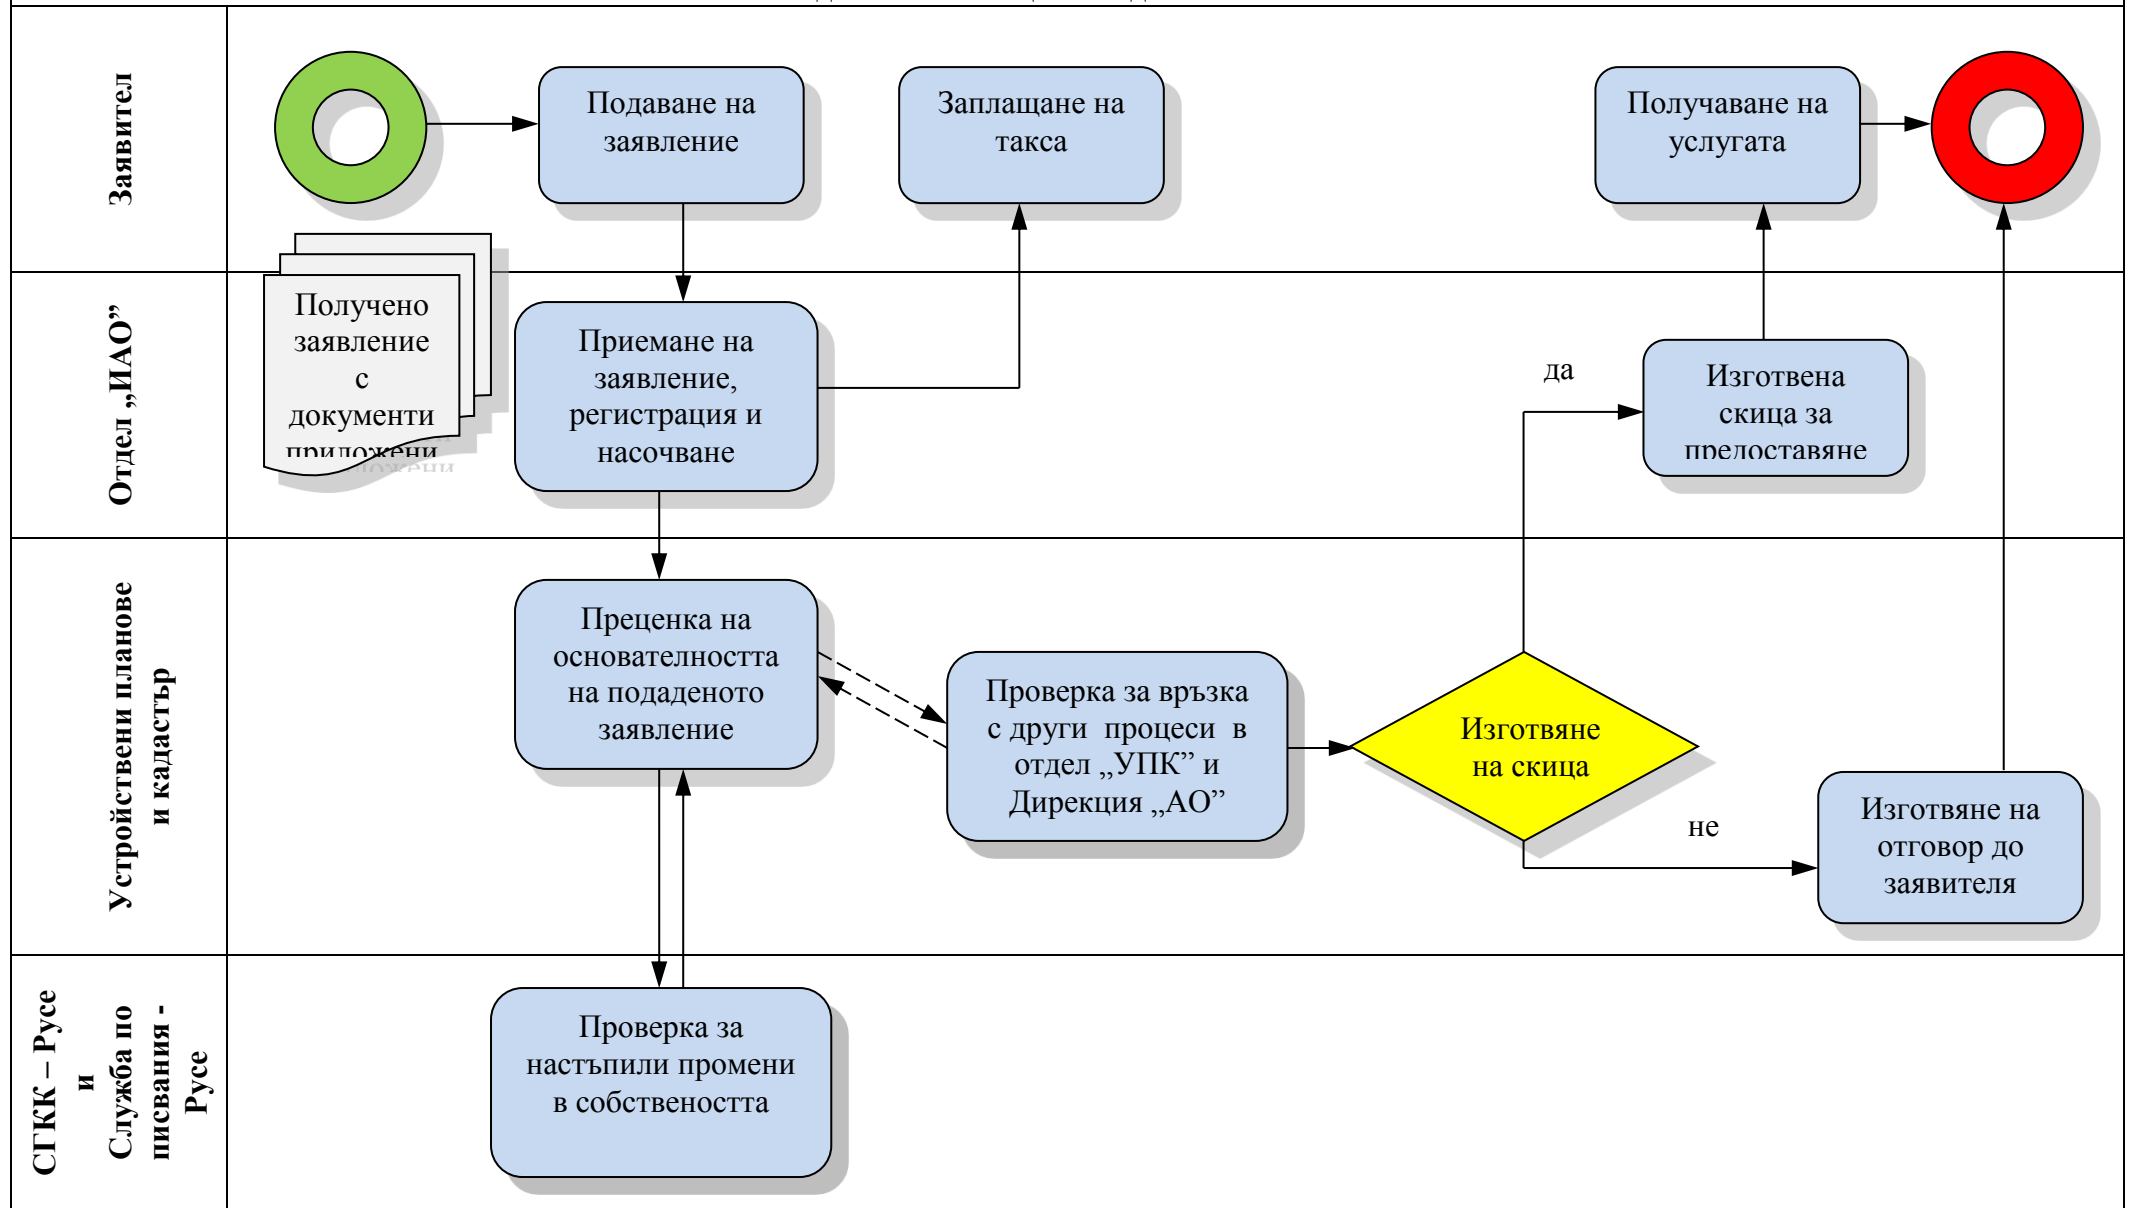 Заявител
Подаване на
заявление
Заплащане на
такса
Получаване на
услугата
Отдел „ИАО”
Получено
заявление
с
документи
приложени
Приемане на
заявление,
регистрация и
насочване
да
Изготвена
скица за
предоставяне
Устройствени планове
и кадастър
Преценка на
основателността
на подаденото
заявление
Проверка за връзка
с други процеси в
отдел „УПК” и
Дирекция „АО”
Изготвяне
на скица
не
Изготвяне на
отговор до
заявителя
СГКК – Русе
и
Служба по
писвания -
Русе
Проверка за
настъпили промени
в собствеността